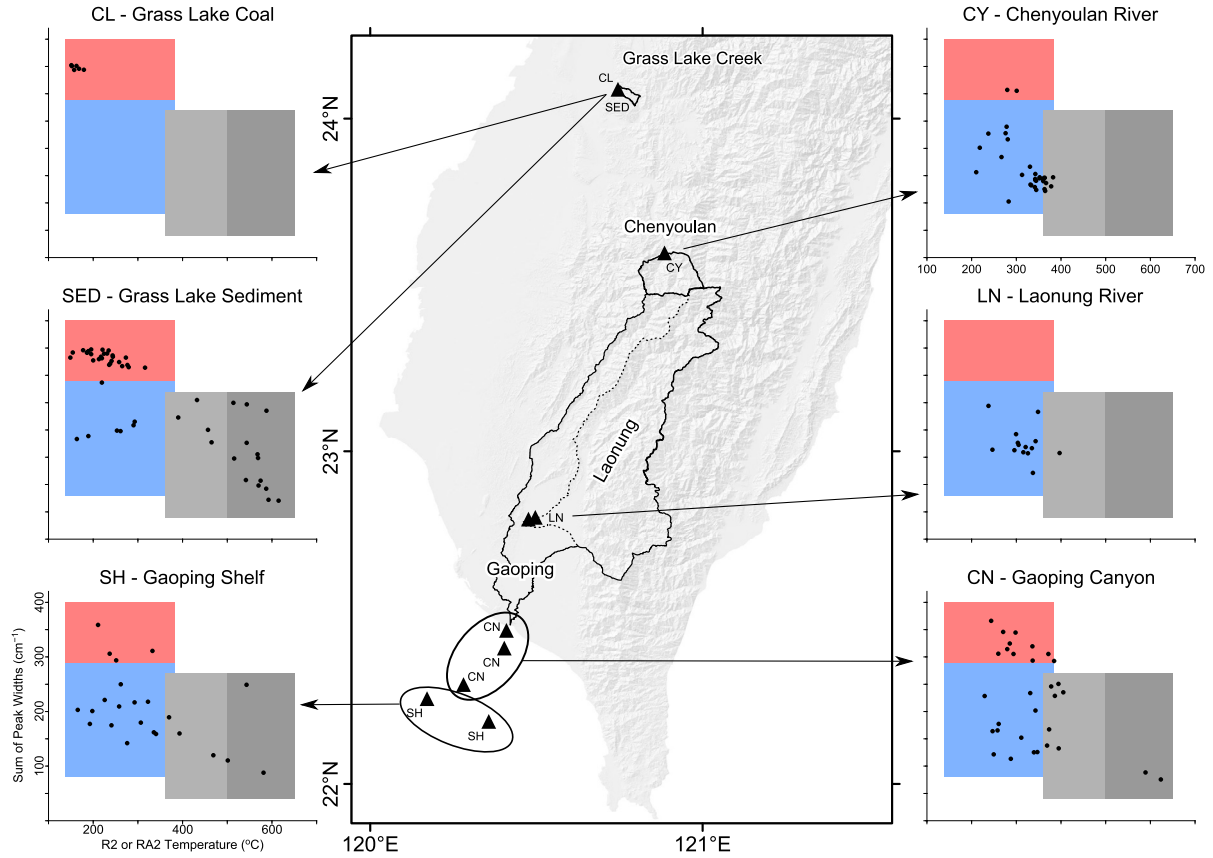 CL - Grass Lake Coal
CY - Chenyoulan River
Grass Lake Creek
CL
SED
24°N
Chenyoulan
CY
100 200 300 400 500 600 700
SED - Grass Lake Sediment
LN - Laonung River
23°N
Laonung
LN
SH - Gaoping Shelf
Gaoping
CN - Gaoping Canyon
400
300
200
100
Sum of Peak Widths (cm⁻¹)
CN
CN
CN
SH
SH
22°N
200 400 600
R2 or RA2 Temperature (ºC)
120°E 121°E